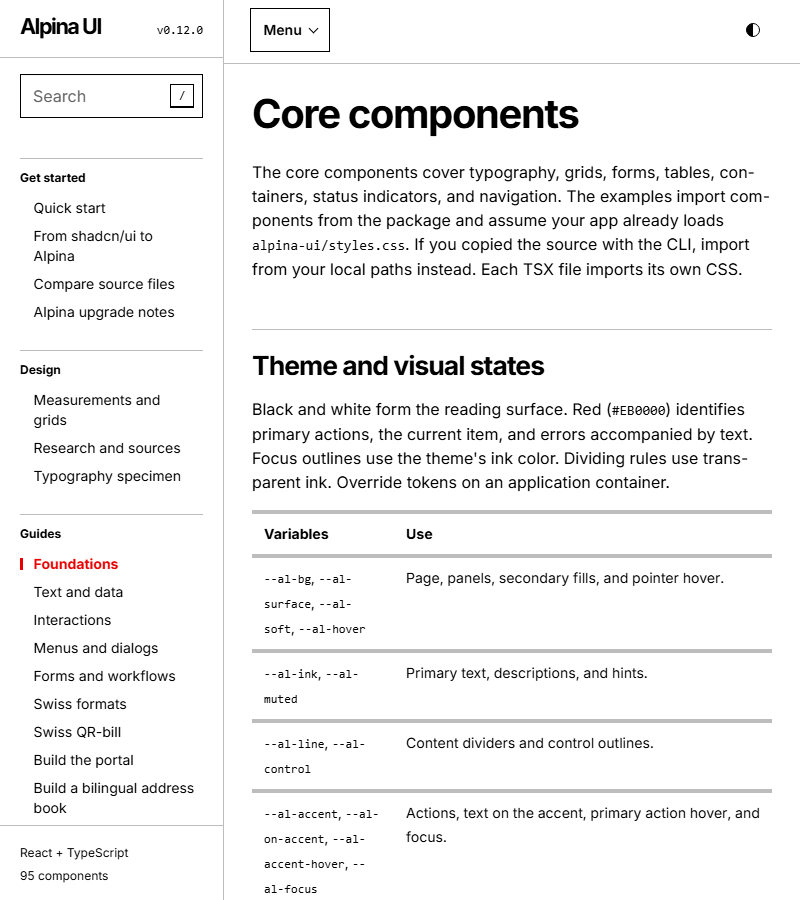 Alpina UI
v0.12.0
Search
/
Get started
Quick start
From shadcn/ui to
Alpina
Compare source files
Alpina upgrade notes
Design
Measurements and
grids
Research and sources
Typography specimen
Guides
Foundations
Text and data
Interactions
Menus and dialogs
Forms and workflows
Swiss formats
Swiss QR-bill
Build the portal
Build a bilingual address
book
React + TypeScript
95 components
Menu
Core components
The core components cover typography, grids, forms, tables, con-
tainers, status indicators, and navigation. The examples import com-
ponents from the package and assume your app already loads
alpina-ui/styles.css. If you copied the source with the CLI, import
from your local paths instead. Each TSX file imports its own CSS.
Theme and visual states
Black and white form the reading surface. Red (#EB0000) identifies
primary actions, the current item, and errors accompanied by text.
Focus outlines use the theme's ink color. Dividing rules use trans-
parent ink. Override tokens on an application container.
Variables
Use
--al-bg, --al-
surface, --al-
soft, --al-hover
Page, panels, secondary fills, and pointer hover.
--al-ink, --al-
muted
Primary text, descriptions, and hints.
--al-line, --al-
control
Content dividers and control outlines.
--al-accent, --al-
on-accent, --al-
accent-hover, --
al-focus
Actions, text on the accent, primary action hover, and
focus.